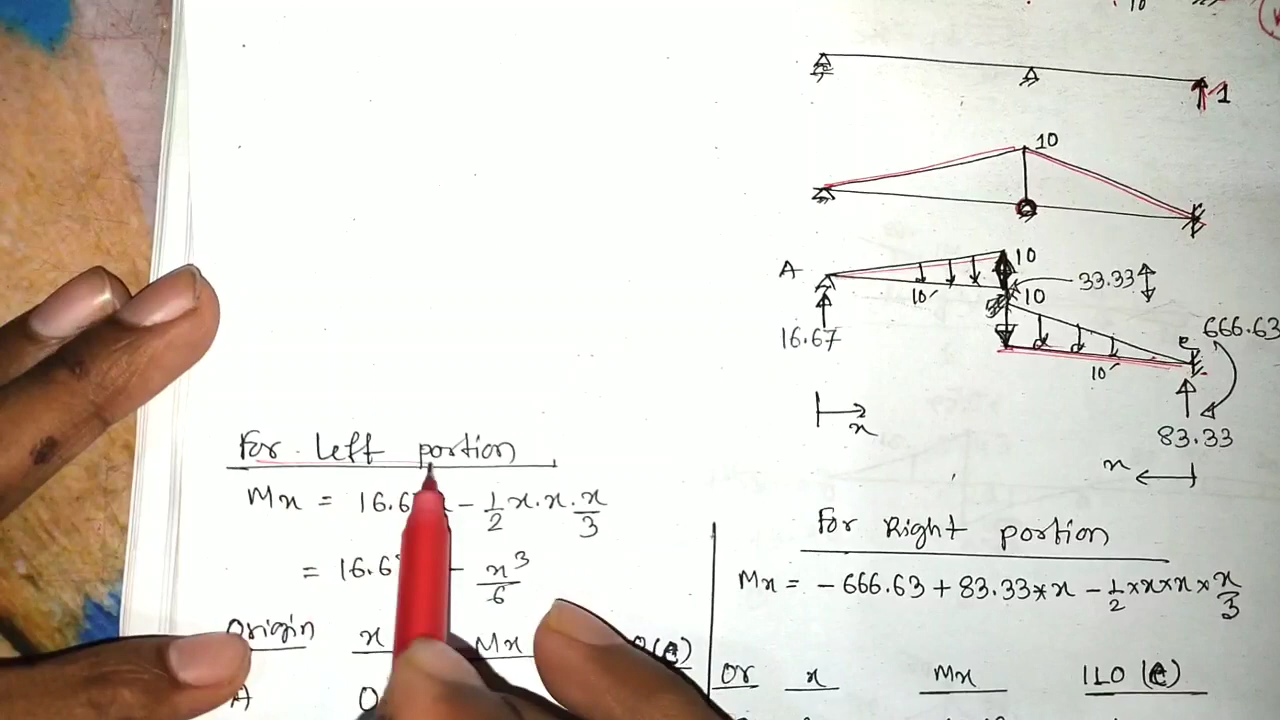 10
1
10
A
10
10'
10
33.33
16.67
666.63
10'
e
x
83.33
x
For Left portion
Mx = 16.6 - 1/2 x.x.x/3
= 16.6 - x³/6
Origin x Mx
A 0
For Right portion
Mx = -666.63 + 83.33*x - 1/2 *x*x*x/3
Or x Mx ILO (C)